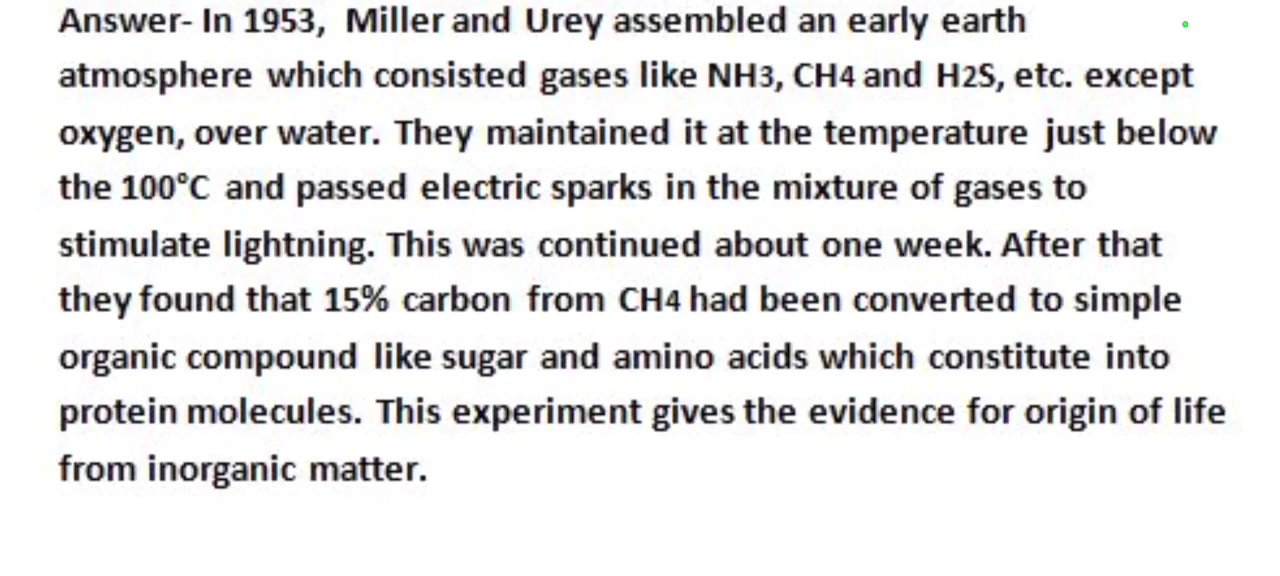 Answer- In 1953, Miller and Urey assembled an early earth
atmosphere which consisted gases like NH3, CH4 and H2S, etc. except
oxygen, over water. They maintained it at the temperature just below
the 100°C and passed electric sparks in the mixture of gases to
stimulate lightning. This was continued about one week. After that
they found that 15% carbon from CH4 had been converted to simple
organic compound like sugar and amino acids which constitute into
protein molecules. This experiment gives the evidence for origin of life
from inorganic matter.